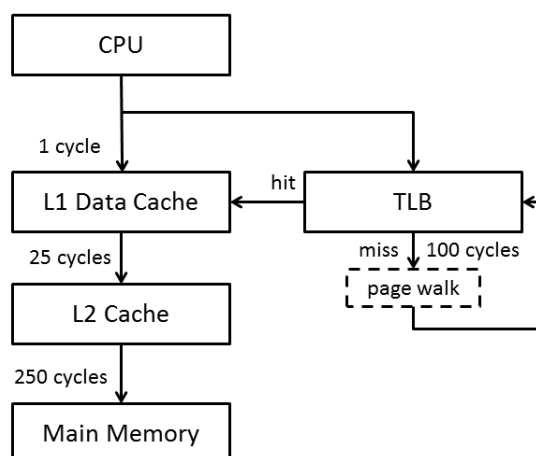 CPU
1 cycle
hit
L1 Data Cache
TLB
25 cycles
miss 100 cycles
page walk
L2 Cache
250 cycles
Main Memory